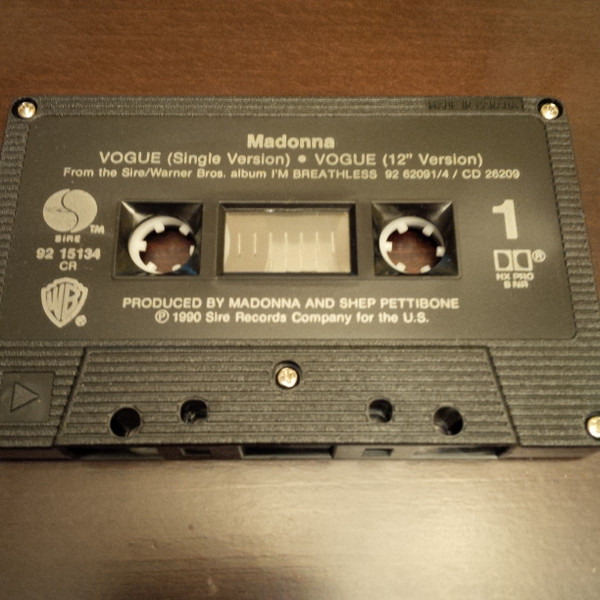 Madonna
VOGUE (Single Version) • VOGUE (12" Version)
From the Sire/Warner Bros. album I'M BREATHLESS 92 62091/4 / CD 26209
1
SIRE TM
92 15134
CR
WB ®
®
HX PRO
B NR
PRODUCED BY MADONNA AND SHEP PETTIBONE
℗ 1990 Sire Records Company for the U.S.